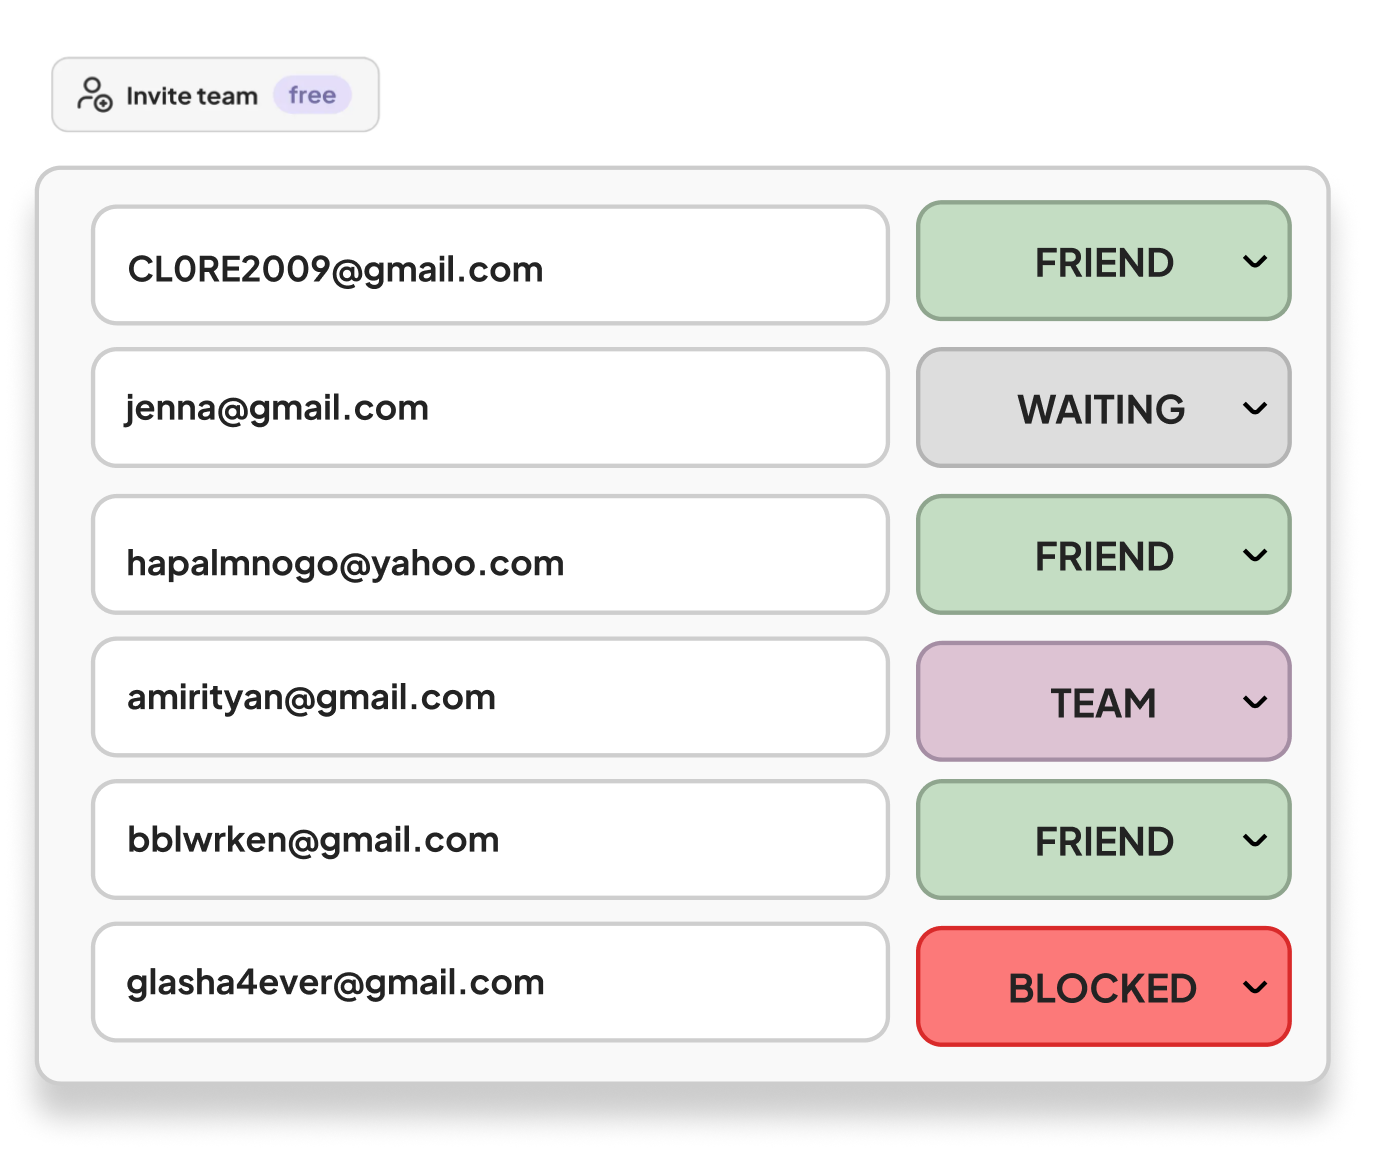 Invite team free
CL0RE2009@gmail.com FRIEND
jenna@gmail.com WAITING
hapalmnogo@yahoo.com FRIEND
amirityan@gmail.com TEAM
bblwrken@gmail.com FRIEND
glasha4ever@gmail.com BLOCKED